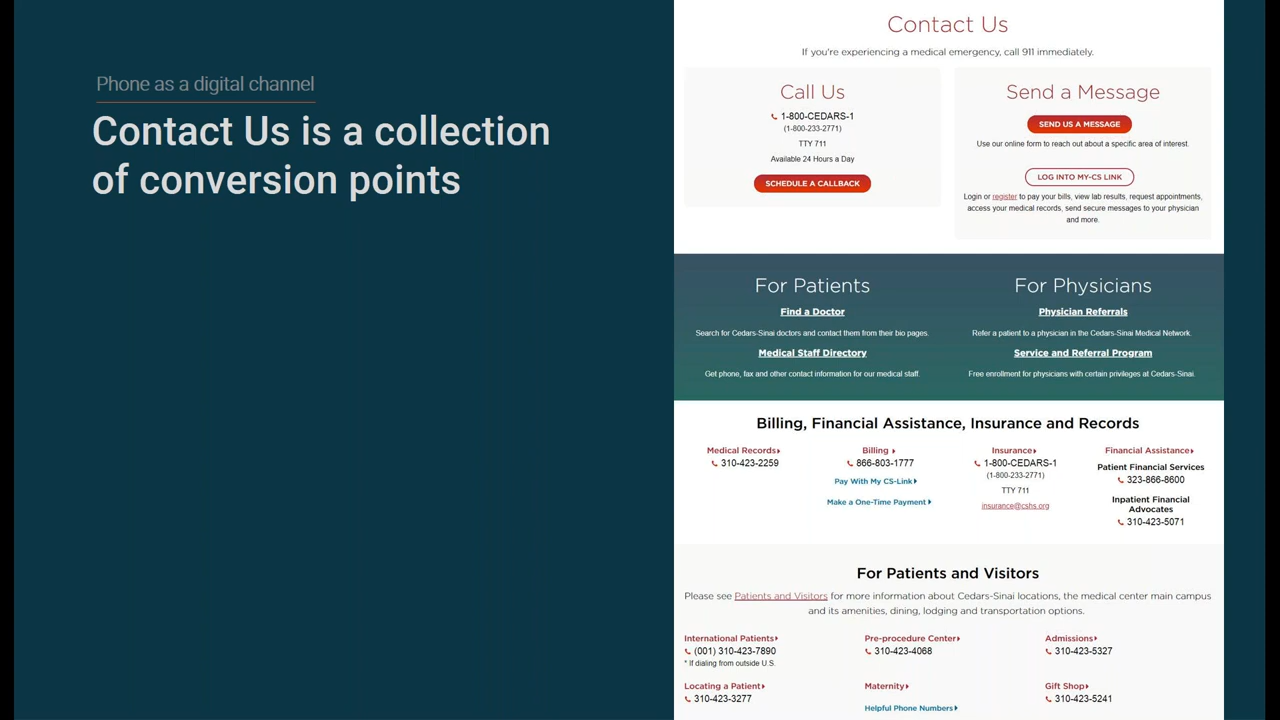 Phone as a digital channel
Contact Us is a collection
of conversion points
Contact Us
If you're experiencing a medical emergency, call 911 immediately.
Call Us
1-800-CEDARS-1
(1-800-233-2771)
TTY 711
Available 24 Hours a Day
SCHEDULE A CALLBACK
Send a Message
SEND US A MESSAGE
Use our online form to reach out about a specific area of interest.
LOG INTO MY-CS LINK
Login or register to pay your bills, view lab results, request appointments,
access your medical records, send secure messages to your physician
and more.
For Patients
Find a Doctor
Search for Cedars-Sinai doctors and contact them from their bio pages.
Medical Staff Directory
Get phone, fax and other contact information for our medical staff.
For Physicians
Physician Referrals
Refer a patient to a physician in the Cedars-Sinai Medical Network.
Service and Referral Program
Free enrollment for physicians with certain privileges at Cedars-Sinai.
Billing, Financial Assistance, Insurance and Records
Medical Records
310-423-2259
Billing
866-803-1777
Pay With My CS-Link
Make a One-Time Payment
Insurance
1-800-CEDARS-1
(1-800-233-2771)
TTY 711
insurance@cshs.org
Financial Assistance
Patient Financial Services
323-866-8600
Inpatient Financial
Advocates
310-423-5071
For Patients and Visitors
Please see Patients and Visitors for more information about Cedars-Sinai locations, the medical center main campus
and its amenities, dining, lodging and transportation options.
International Patients
(001) 310-423-7890
* If dialing from outside U.S.
Pre-procedure Center
310-423-4068
Admissions
310-423-5327
Locating a Patient
310-423-3277
Maternity
Helpful Phone Numbers
Gift Shop
310-423-5241